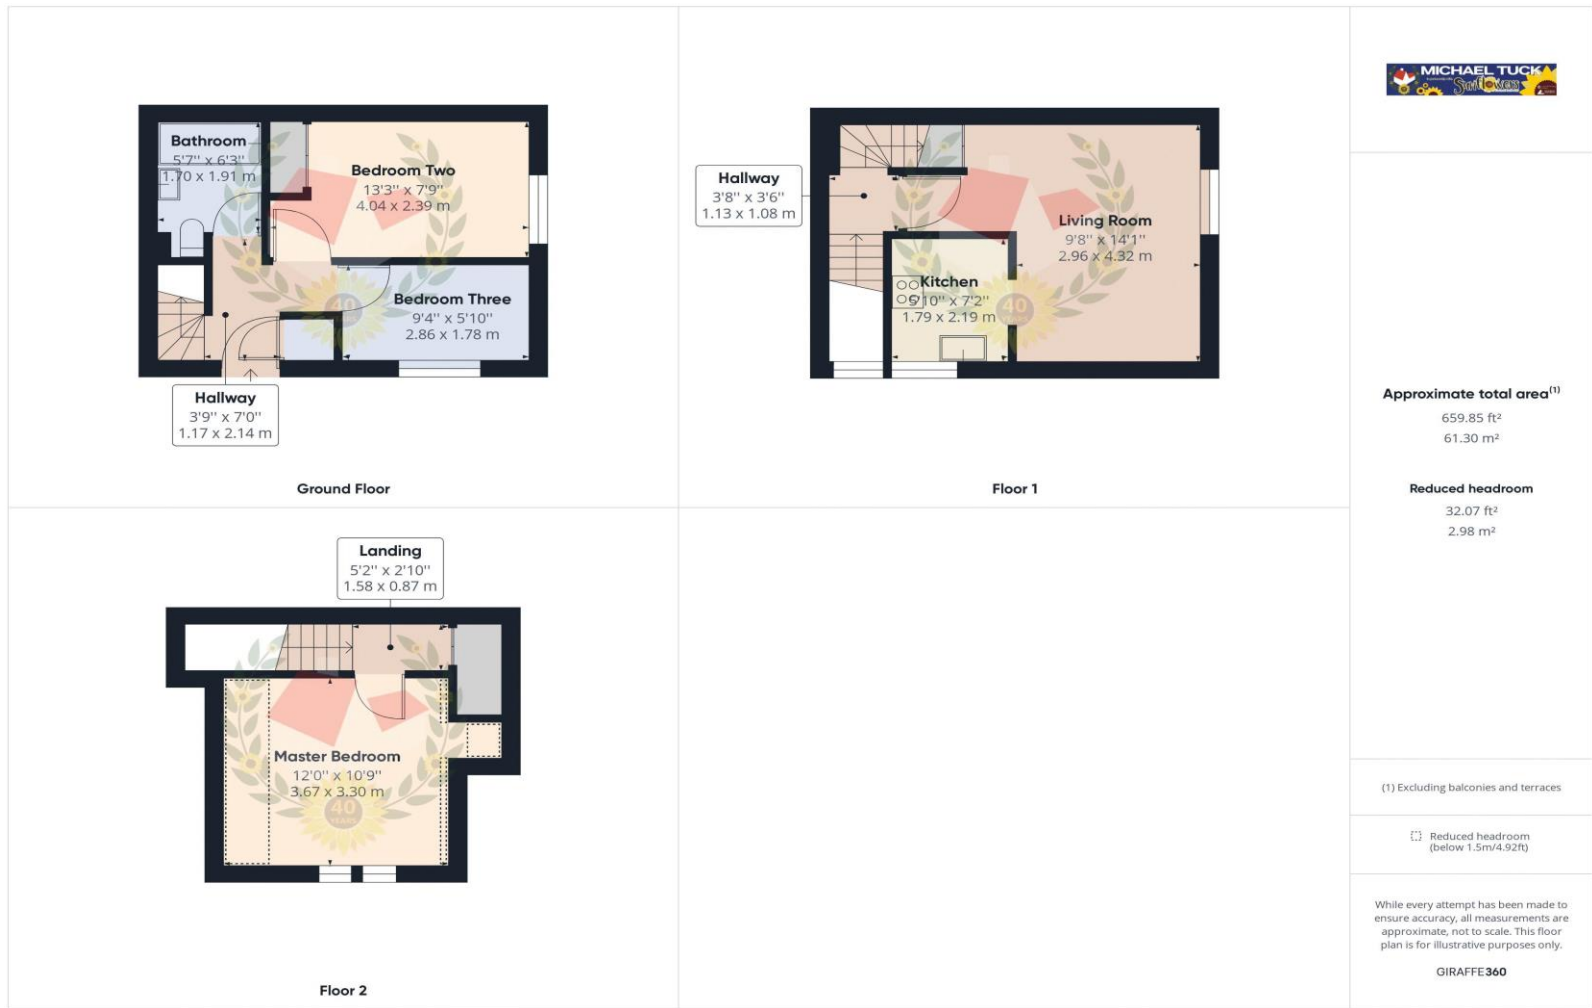 Bathroom
5'7'' x 6'3''
1.70 x 1.91 m
Bedroom Two
13'3'' x 7'9''
4.04 x 2.39 m
Bedroom Three
9'4'' x 5'10''
2.86 x 1.78 m
40
YEARS
Hallway
3'9'' x 7'0''
1.17 x 2.14 m
Ground Floor
Hallway
3'8'' x 3'6''
1.13 x 1.08 m
Living Room
9'8'' x 14'1''
2.96 x 4.32 m
Kitchen
5'10'' x 7'2''
1.79 x 2.19 m
40
YEARS
Floor 1
Landing
5'2'' x 2'10''
1.58 x 0.87 m
Master Bedroom
12'0'' x 10'9''
3.67 x 3.30 m
40
YEARS
Floor 2
MICHAEL TUCK
Sunflowers
Approximate total area(1)
659.85 ft²
61.30 m²
Reduced headroom
32.07 ft²
2.98 m²
(1) Excluding balconies and terraces
Reduced headroom
(below 1.5m/4.92ft)
While every attempt has been made to
ensure accuracy, all measurements are
approximate, not to scale. This floor
plan is for illustrative purposes only.
GIRAFFE360